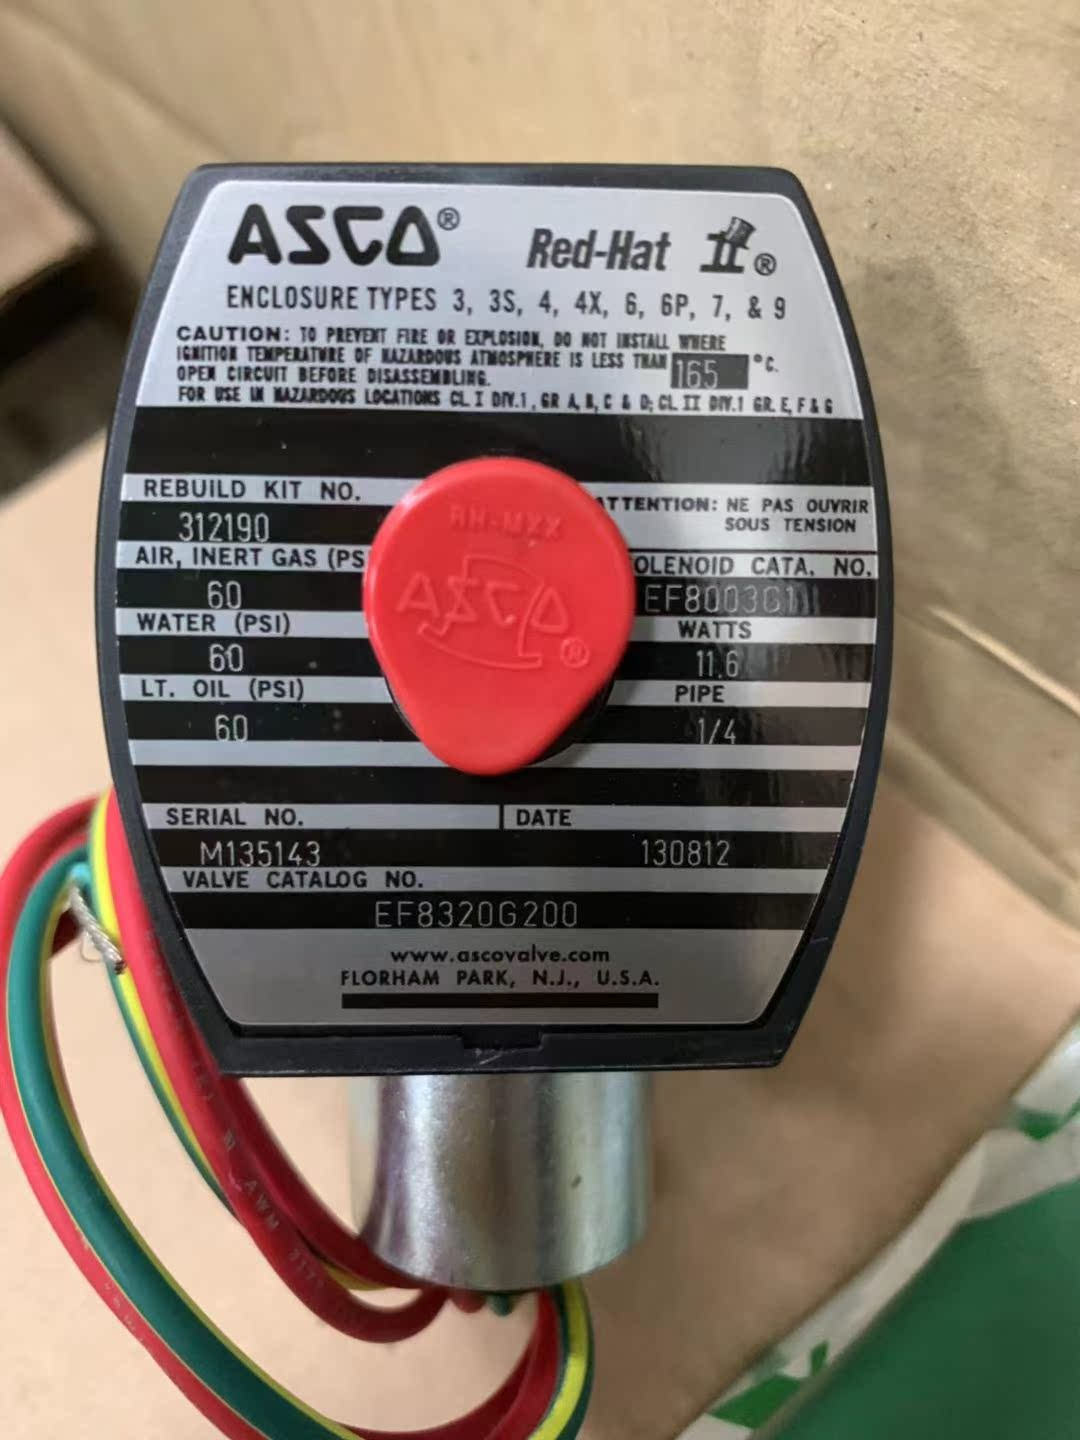 ASCO® Red-Hat II®
ENCLOSURE TYPES 3, 3S, 4, 4X, 6, 6P, 7, & 9
CAUTION: TO PREVENT FIRE OR EXPLOSION, DO NOT INSTALL WHERE
IGNITION TEMPERATURE OF HAZARDOUS ATMOSPHERE IS LESS THAN 165 °C.
OPEN CIRCUIT BEFORE DISASSEMBLING.
FOR USE IN HAZARDOUS LOCATIONS CL. I DIV.1, GR A, B, C & D; CL. II DIV.1 GR. E, F & G
REBUILD KIT NO.
312190
AIR, INERT GAS (PS
60
WATER (PSI)
60
LT. OIL (PSI)
60
RH-MXX
ASCO®
ATTENTION: NE PAS OUVRIR
SOUS TENSION
OLENOID CATA. NO.
EF8003G1
WATTS
11.6
PIPE
1/4
SERIAL NO. DATE
M135143 130812
VALVE CATALOG NO.
EF8320G200
www.ascovalve.com
FLORHAM PARK, N.J., U.S.A.
AWM